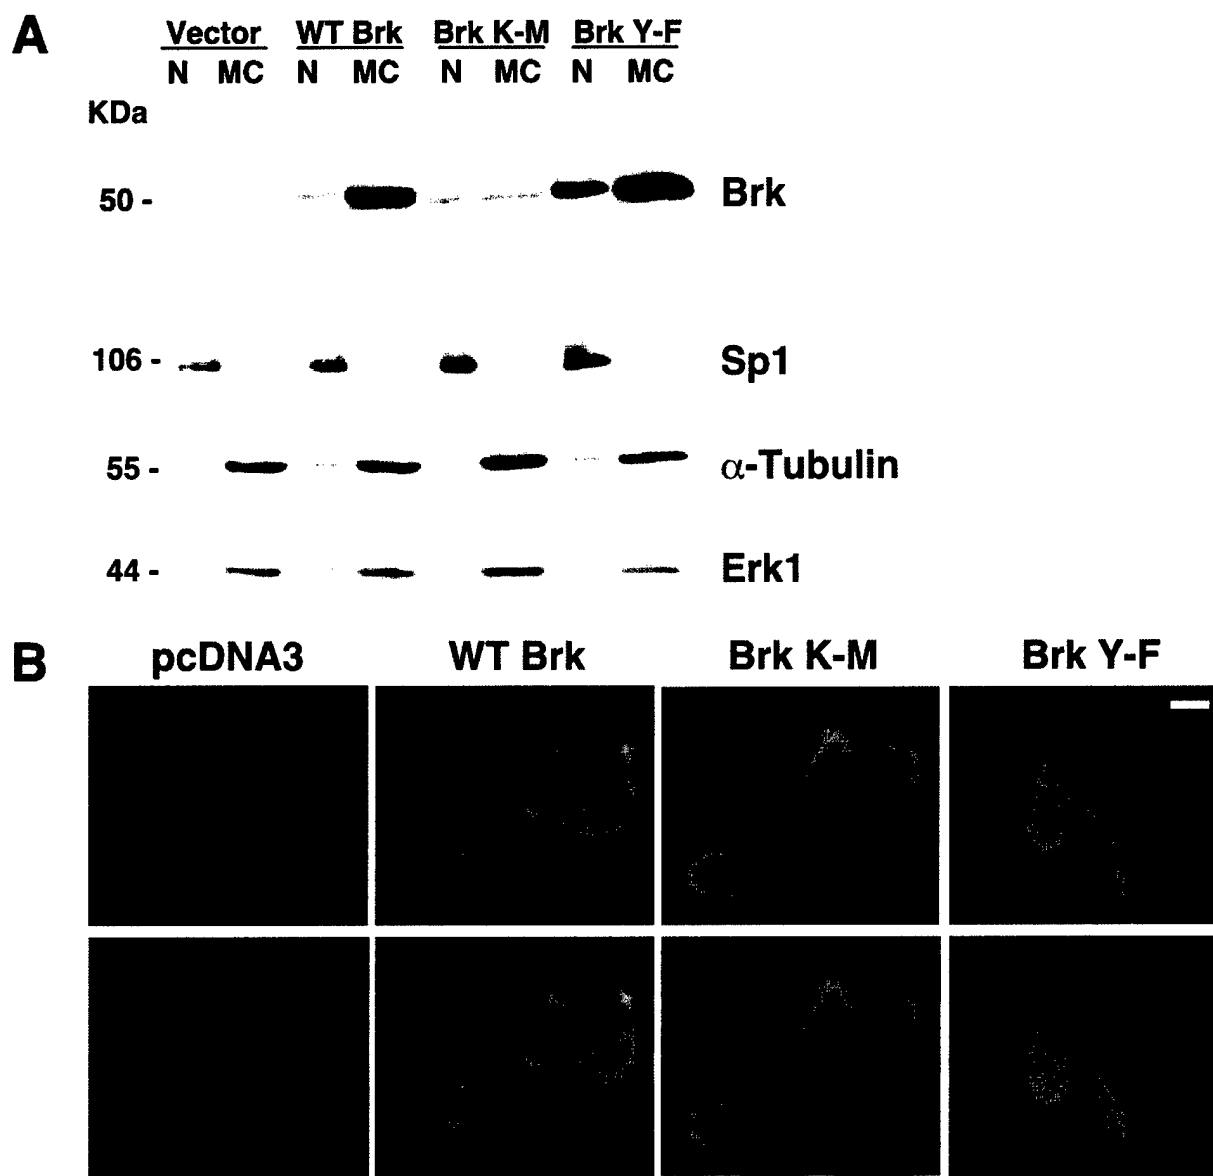 A
Vector WT Brk Brk K-M Brk Y-F
N MC N MC N MC N MC
KDa
50 - Brk
106 - Sp1
55 - α-Tubulin
44 - Erk1
B
pcDNA3 WT Brk Brk K-M Brk Y-F